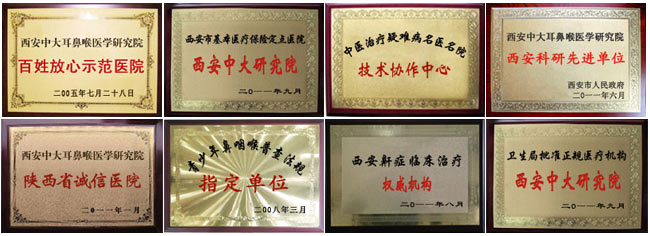 西安中大耳鼻喉医学研究院
百姓放心示范医院
二00五年七月二十八日
西安市基本医疗保险定点医院
西安中大研究院
二〇一一年九月
中医治疗疑难病名医名院
技术协作中心
西安中大耳鼻喉医学研究院
西安科研先进单位
西安市人民政府
二〇一一年六月
西安中大耳鼻喉医学研究院
陕西省诚信医院
二〇一一年一月
青少年鼻咽喉普查法规
指定单位
二00八年三月
西安鼾症临床治疗
权威机构
二〇一一年八月
卫生局批准正规医疗机构
西安中大研究院
二〇一一年九月